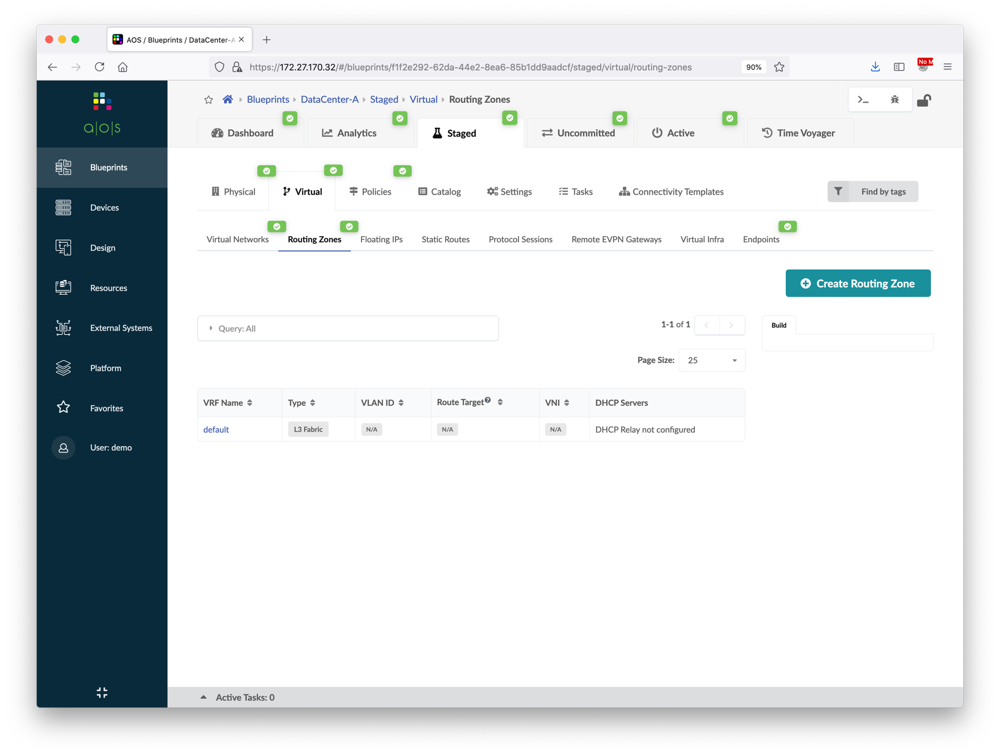 AOS / Blueprints / DataCenter-A
https://172.27.170.32/#/blueprints/f1f2e292-62da-44e2-8ea6-85b1dd9aadcf/staged/virtual/routing-zones 90% No M
a|o|s
Blueprints
Devices
Design
Resources
External Systems
Platform
Favorites
User: demo
Blueprints DataCenter-A Staged Virtual Routing Zones
Dashboard Analytics Staged Uncommitted Active Time Voyager
Physical Virtual Policies Catalog Settings Tasks Connectivity Templates Find by tags
Virtual Networks Routing Zones Floating IPs Static Routes Protocol Sessions Remote EVPN Gateways Virtual Infra Endpoints
Create Routing Zone
Query: All 1-1 of 1 Build
Page Size: 25
VRF Name Type VLAN ID Route Target VNI DHCP Servers
default L3 Fabric N/A N/A N/A DHCP Relay not configured
Active Tasks: 0